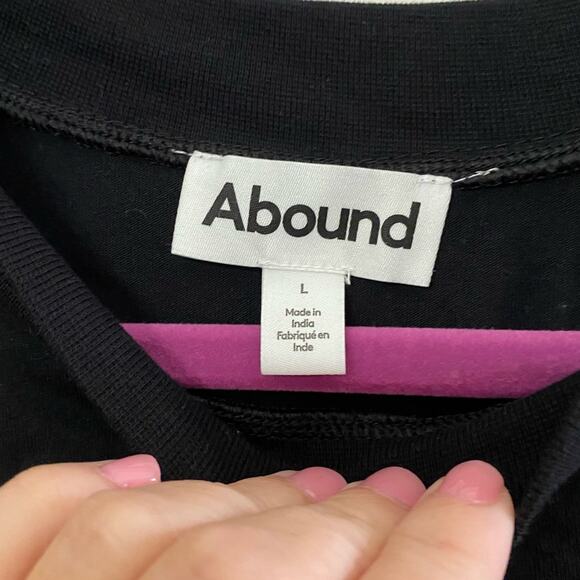 Abound
L
Made in
India
Fabriqué en
Inde